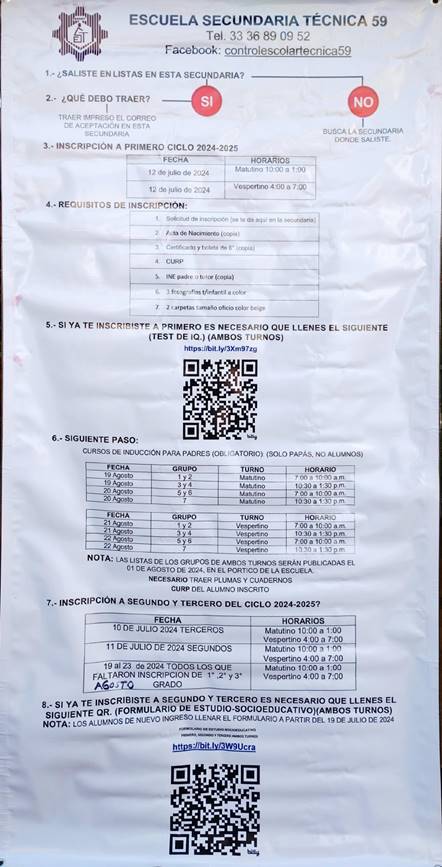 ESCUELA SECUNDARIA TÉCNICA 59
Tel. 33 36 89 09 52
Facebook: controlescolartecnica59
1.- ¿SALISTE EN LISTAS EN ESTA SECUNDARIA?
2.- ¿QUÉ DEBO TRAER?
SI
NO
TRAER IMPRESO EL CORREO
DE ACEPTACIÓN EN ESTA
SECUNDARIA
BUSCA LA SECUNDARIA
DONDE SALISTE.
3.- INSCRIPCIÓN A PRIMERO CICLO 2024-2025
FECHA HORARIOS
12 de julio de 2024 Matutino 10:00 a 1:00
12 de julio de 2024 Vespertino 4:00 a 7:00
4.- REQUISITOS DE INSCRIPCIÓN:
1. Solicitud de inscripción (se te da aquí en la secundaria)
2. Acta de Nacimiento (copia)
3. Certificado y boleta de 6° (copia)
4. CURP
5. INE padre o tutor (copia)
6. 3 fotografías t/infantil a color
7. 2 carpetas tamaño oficio color beige
5.- SI YA TE INSCRIBISTE A PRIMERO ES NECESARIO QUE LLENES EL SIGUIENTE
(TEST DE IQ.) (AMBOS TURNOS)
https://bit.ly/3Xm97zg
bitly
6.- SIGUIENTE PASO:
CURSOS DE INDUCCIÓN PARA PADRES (OBLIGATORIO): (SOLO PAPÁS, NO ALUMNOS)
FECHA GRUPO TURNO HORARIO
19 Agosto 1 y 2 Matutino 7:00 a 10:00 a.m.
19 Agosto 3 y 4 Matutino 10:30 a 1:30 p.m.
20 Agosto 5 y 6 Matutino 7:00 a 10:00 a.m.
20 Agosto 7 Matutino 10:30 a 1:30 p.m.
FECHA GRUPO TURNO HORARIO
21 Agosto 1 y 2 Vespertino 7:00 a 10:00 a.m.
21 Agosto 3 y 4 Vespertino 10:30 a 1:30 p.m.
22 Agosto 5 y 6 Vespertino 7:00 a 10:00 a.m.
22 Agosto 7 Vespertino 10:30 a 1:30 p.m.
NOTA: LAS LISTAS DE LOS GRUPOS DE AMBOS TURNOS SERÁN PUBLICADAS EL
01 DE AGOSTO DE 2024, EN EL PORTICO DE LA ESCUELA.
NECESARIO TRAER PLUMAS Y CUADERNOS
CURP DEL ALUMNO INSCRITO
7.- INSCRIPCIÓN A SEGUNDO Y TERCERO DEL CICLO 2024-2025?
FECHA HORARIOS
10 DE JULIO 2024 TERCEROS Matutino 10:00 a 1:00
Vespertino 4:00 a 7:00
11 DE JULIO DE 2024 SEGUNDOS Matutino 10:00 a 1:00
Vespertino 4:00 a 7:00
19 al 23 de 2024 TODOS LOS QUE Matutino 10:00 a 1:00
FALTARON INSCRIPCION DE 1°,2° y 3° Vespertino 4:00 a 7:00
AGOSTO GRADO
8.- SI YA TE INSCRIBISTE A SEGUNDO Y TERCERO ES NECESARIO QUE LLENES EL
SIGUIENTE QR. (FORMULARIO DE ESTUDIO-SOCIOEDUCATIVO)(AMBOS TURNOS)
NOTA: LOS ALUMNOS DE NUEVO INGRESO LLENAR EL FORMULARIO A PARTIR DEL 19 DE JULIO DE 2024
FORMULARIO DE ESTUDIO SOCIOEDUCATIVO
PRIMERO, SEGUNDO Y TERCERO AMBOS TURNOS
https://bit.ly/3W9Ucra
bitly